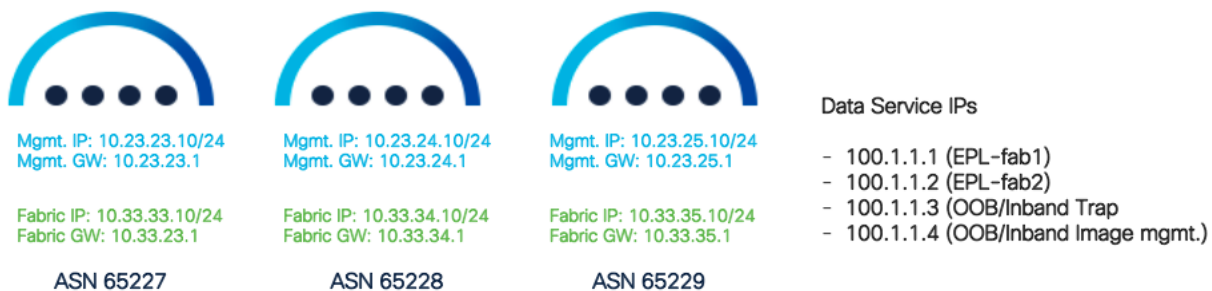 Mgmt. IP: 10.23.23.10/24
Mgmt. GW: 10.23.23.1
Fabric IP: 10.33.33.10/24
Fabric GW: 10.33.23.1
ASN 65227
Mgmt. IP: 10.23.24.10/24
Mgmt. GW: 10.23.24.1
Fabric IP: 10.33.34.10/24
Fabric GW: 10.33.34.1
ASN 65228
Mgmt. IP: 10.23.25.10/24
Mgmt. GW: 10.23.25.1
Fabric IP: 10.33.35.10/24
Fabric GW: 10.33.35.1
ASN 65229
Data Service IPs
- 100.1.1.1 (EPL-fab1)
- 100.1.1.2 (EPL-fab2)
- 100.1.1.3 (OOB/Inband Trap
- 100.1.1.4 (OOB/Inband Image mgmt.)